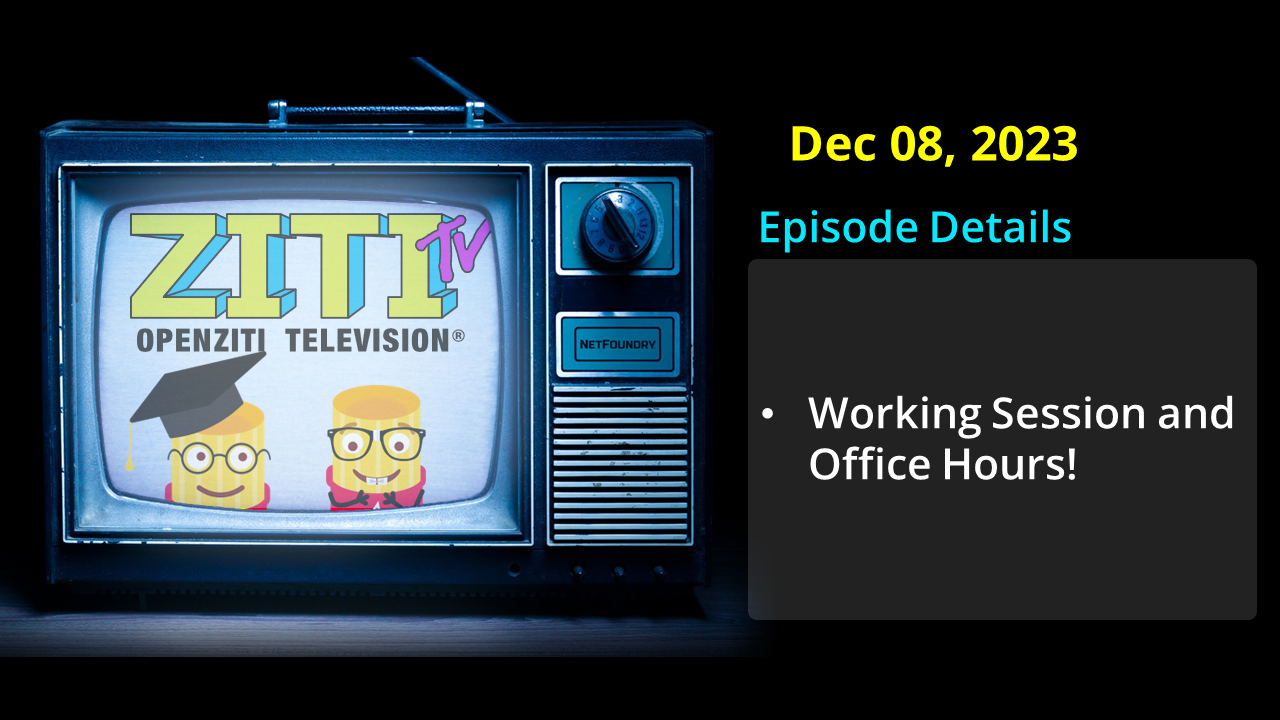 Dec 08, 2023
Episode Details
ZITI TV
OPENZITI TELEVISION®
NETFOUNDRY
• Working Session and
Office Hours!